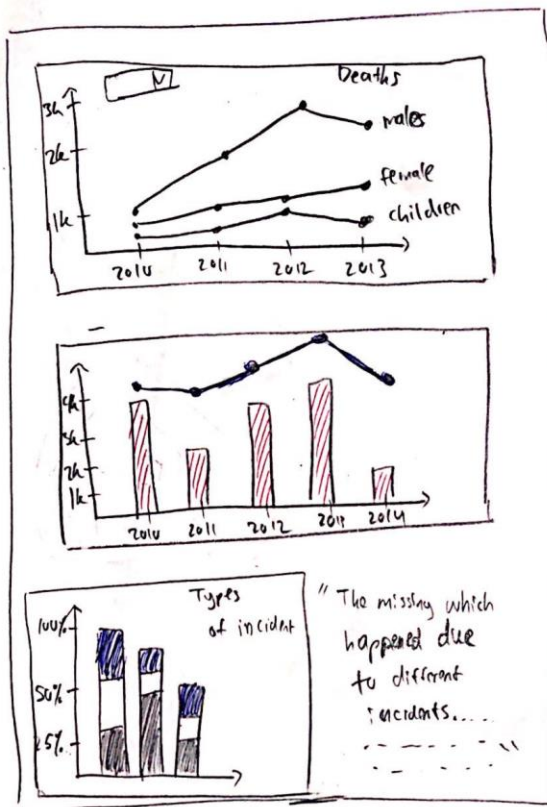 Deaths
3k
2k
1k
males
female
children
2010 2011 2012 2013
4k
3k
2k
1k
2010 2011 2012 2014
Types
of incident
100%
50%
25%
"The missing which
happened due
to different
incidents.....
"